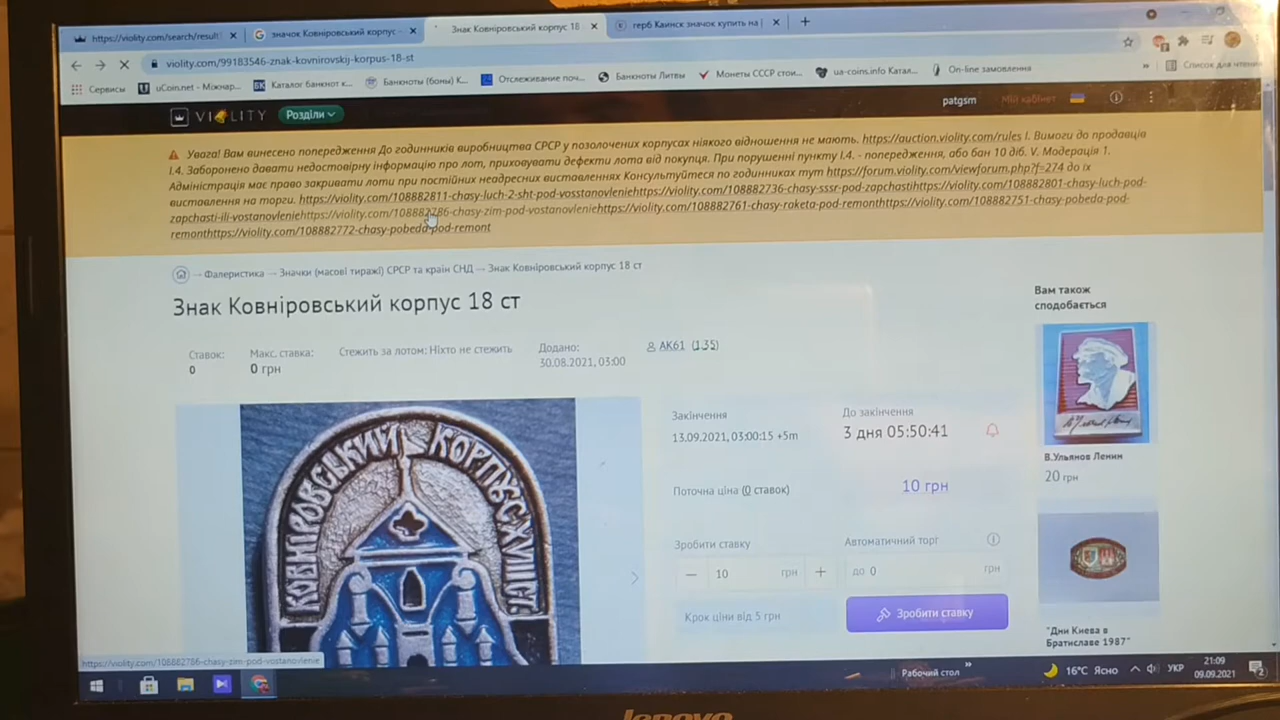 https://violity.com/search/result
значок Ковніровський корпус -
Знак Ковніровський корпус 18
герб Каинск значок купить на
violity.com/99183546-znak-kovnirovskij-korpus-18-st
Сервисы
uCoin.net - Міжнар...
Каталог банкнот к...
Банкноты (боны) К...
Отслеживание поч...
Банкноты Литвы
Монеты СССР стои...
ua-coins.info Катал...
On-line замовлення
Список для чтения
VIOLITY
Розділи
patgsm
Мій кабінет
Увага! Вам винесено попередження До годинників виробництва СРСР у позолочених корпусах ніякого відношення не мають. https://auction.violity.com/rules I. Вимоги до продавців
I.4. Заборонено давати недостовірну інформацію про лот, приховувати дефекти лота від покупця. При порушенні пункту I.4. - попередження, або бан 10 діб. V. Модерація 1.
Адміністрація має право закривати лоти при постійних неадресних виставленнях Консультуйтеся по годинниках тут https://forum.violity.com/viewforum.php?f=274 до їх
виставлення на торги. https://violity.com/108882811-chasy-luch-2-sht-pod-vosstanovleniehttps://violity.com/108882736-chasy-sssr-pod-zapchastihttps://violity.com/108882801-chasy-luch-pod-
zapchasti-ili-vostanovleniehttps://violity.com/108882786-chasy-zim-pod-vostanovleniehttps://violity.com/108882761-chasy-raketa-pod-remonthttps://violity.com/108882751-chasy-pobeda-pod-
remonthttps://violity.com/108882772-chasy-pobeda-pod-remont
Фалеристика — Значки (масові тиражі) СРСР та країн СНД — Знак Ковніровський корпус 18 ст
Знак Ковніровський корпус 18 ст
Ставок:
0
Макс. ставка:
0 грн
Стежить за лотом: Ніхто не стежить
Додано:
30.08.2021, 03:00
AK61 (135)
КОВНІРОВСЬКИЙ КОРПУС XVIII СТ.
Закінчення
13.09.2021, 03:00:15 +5m
До закінчення
3 дня 05:50:41
Поточна ціна (0 ставок)
10 грн
Зробити ставку
— 10 грн +
Автоматичний торг
до 0 грн
Крок ціни від 5 грн
Зробити ставку
Вам також
сподобається
В.Ульянов Ленин
20 грн
"Дни Киева в
Братиславе 1987"
https://violity.com/108882786-chasy-zim-pod-vostanovlenie
Рабочий стол
16°C Ясно
УКР
21:09
09.09.2021
2
lenovo